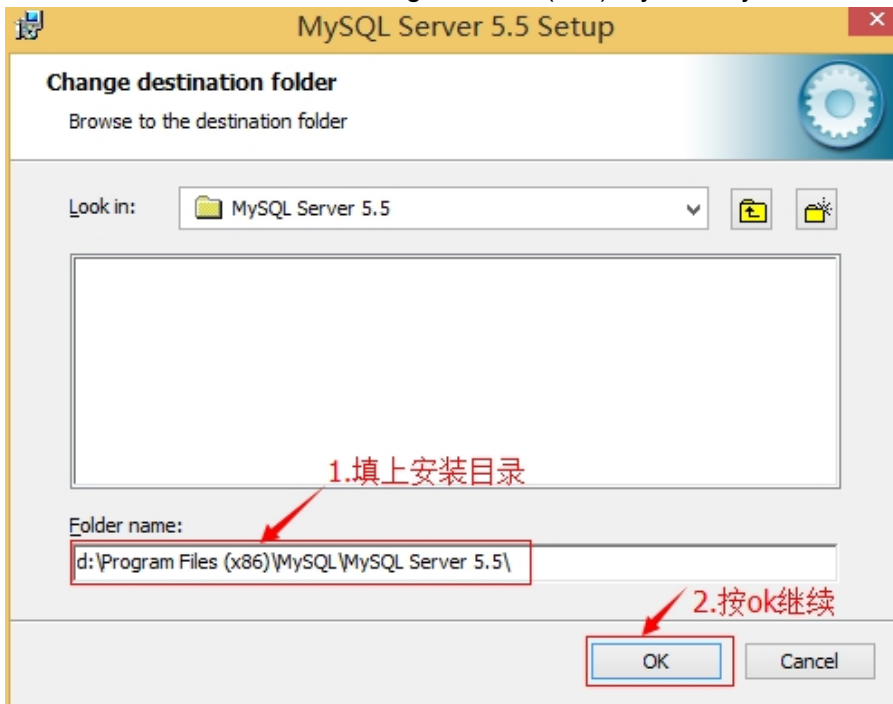 MySQL Server 5.5 Setup
Change destination folder
Browse to the destination folder
Look in:
MySQL Server 5.5
1.填上安装目录
Folder name:
d:\Program Files (x86)\MySQL\MySQL Server 5.5\
2.按ok继续
OK
Cancel